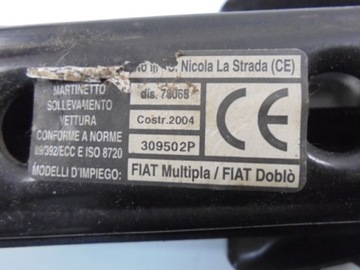 Nicola La Strada (CE)
MARTINETTO
SOLLEVAMENTO
VETTURA
CONFORME A NORME
89/392/ECC E ISO 8720
dis. 76065
Costr.2004
309502P
CE
MODELLI D'IMPIEGO:
FIAT Multipla / FIAT Doblò